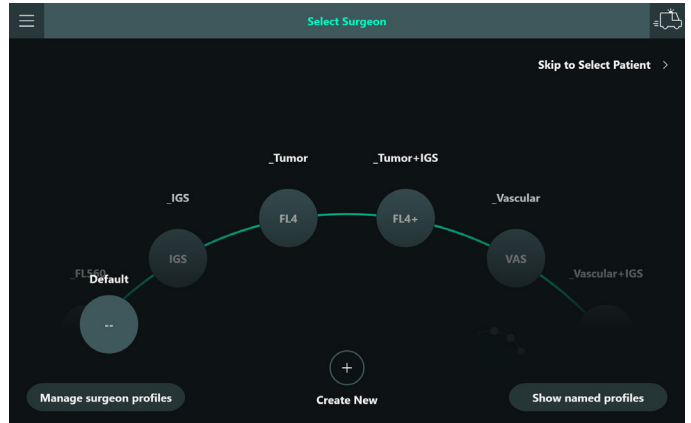 Select Surgeon
Skip to Select Patient
_Tumor
_Tumor+IGS
FL4
FL4+
_IGS
_Vascular
IGS
VAS
_FL560
Default
_Vascular+IGS
--
Create New
Manage surgeon profiles
Show named profiles